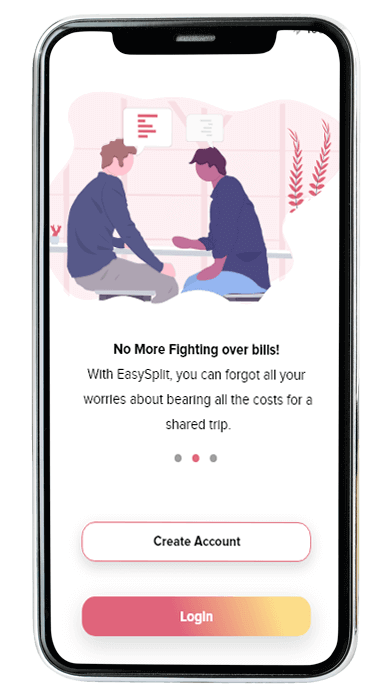 No More Fighting over bills!
With EasySplit, you can forgot all your
worries about bearing all the costs for a
shared trip.
Create Account
Login